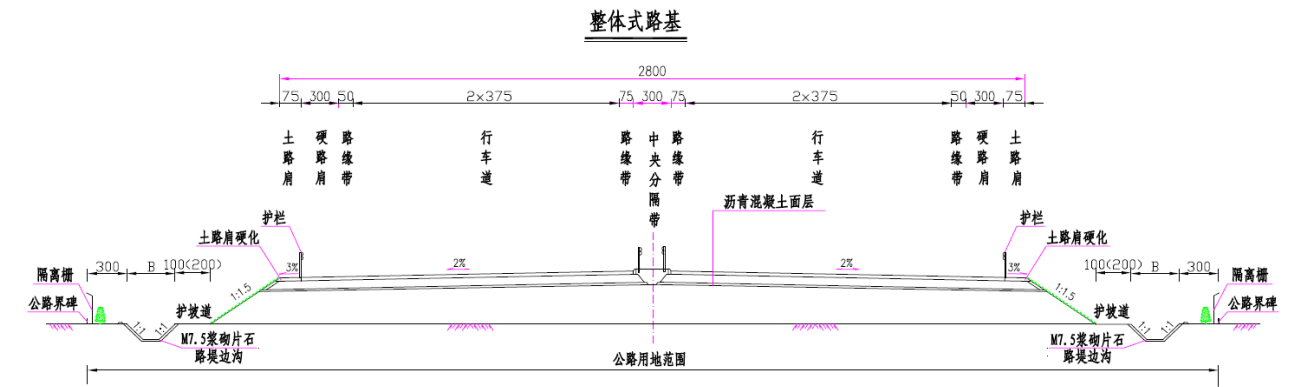 整体式路基
2800
75 300 50 2×375 75 300 75 2×375 50 300 75
土路肩
硬路肩
路缘带
行车道
路缘带
中央分隔带
路缘带
行车道
路缘带
硬路肩
土路肩
沥青混凝土面层
护栏
护栏
土路肩硬化
土路肩硬化
300 B 100(200)
3% 2% 2% 3%
100(200) B 300
隔离栅
隔离栅
1:1.5
1:1.5
公路界碑
护坡道
护坡道
公路界碑
1:1 1:1
1:1 1:1
M7.5浆砌片石
路堤边沟
M7.5浆砌片石
路堤边沟
公路用地范围